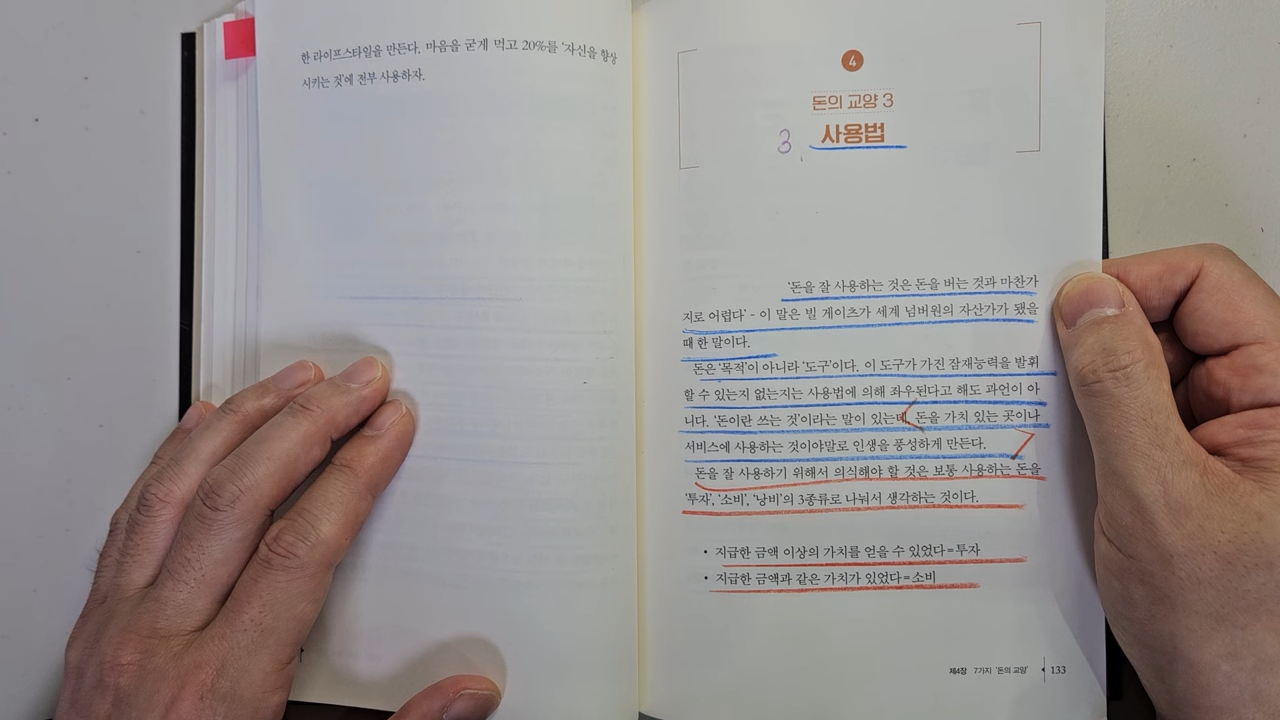 한 라이프스타일을 만든다. 마음을 굳게 먹고 20%를 '자신을 향상
시키는 것'에 전부 사용하자.
4
돈의 교양 3
3. 사용법
'돈을 잘 사용하는 것은 돈을 버는 것과 마찬가
지로 어렵다' - 이 말은 빌 게이츠가 세계 넘버원의 자산가가 됐을
때 한 말이다.
돈은 '목적'이 아니라 '도구'이다. 이 도구가 가진 잠재능력을 발휘
할 수 있는지 없는지는 사용법에 의해 좌우된다고 해도 과언이 아
니다. '돈이란 쓰는 것'이라는 말이 있는데 돈을 가치 있는 곳이나
서비스에 사용하는 것이야말로 인생을 풍성하게 만든다.
돈을 잘 사용하기 위해서 의식해야 할 것은 보통 사용하는 돈을
'투자', '소비', '낭비'의 3종류로 나눠서 생각하는 것이다.
• 지급한 금액 이상의 가치를 얻을 수 있었다=투자
• 지급한 금액과 같은 가치가 있었다=소비
제4장 7가지 '돈의 교양' 133